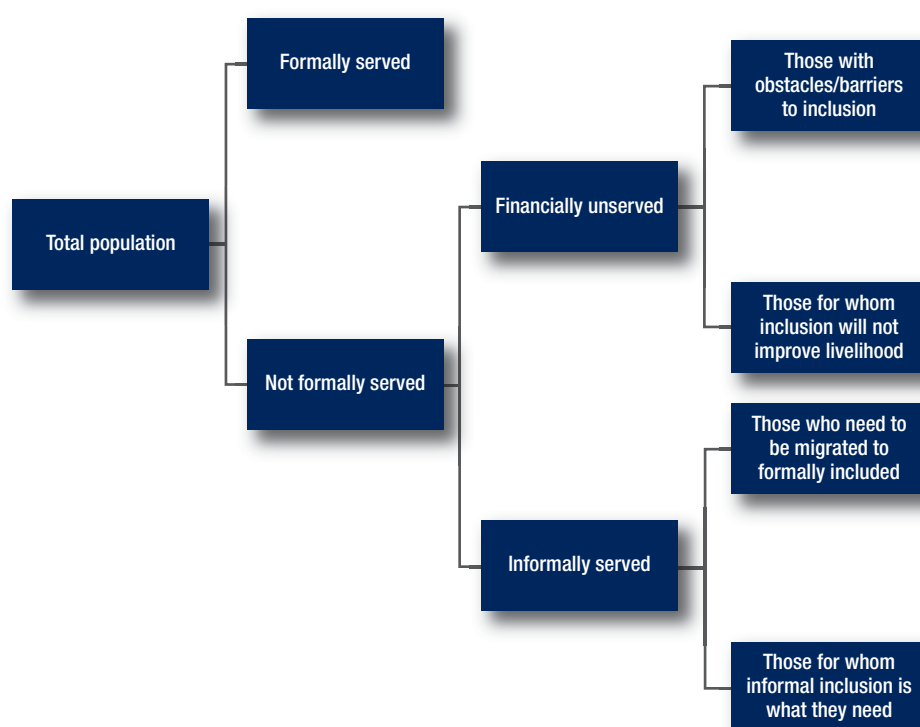 Total population
Formally served
Not formally served
Financially unserved
Informally served
Those with
obstacles/barriers
to inclusion
Those for whom
inclusion will not
improve livelihood
Those who need to
be migrated to
formally included
Those for whom
informal inclusion is
what they need